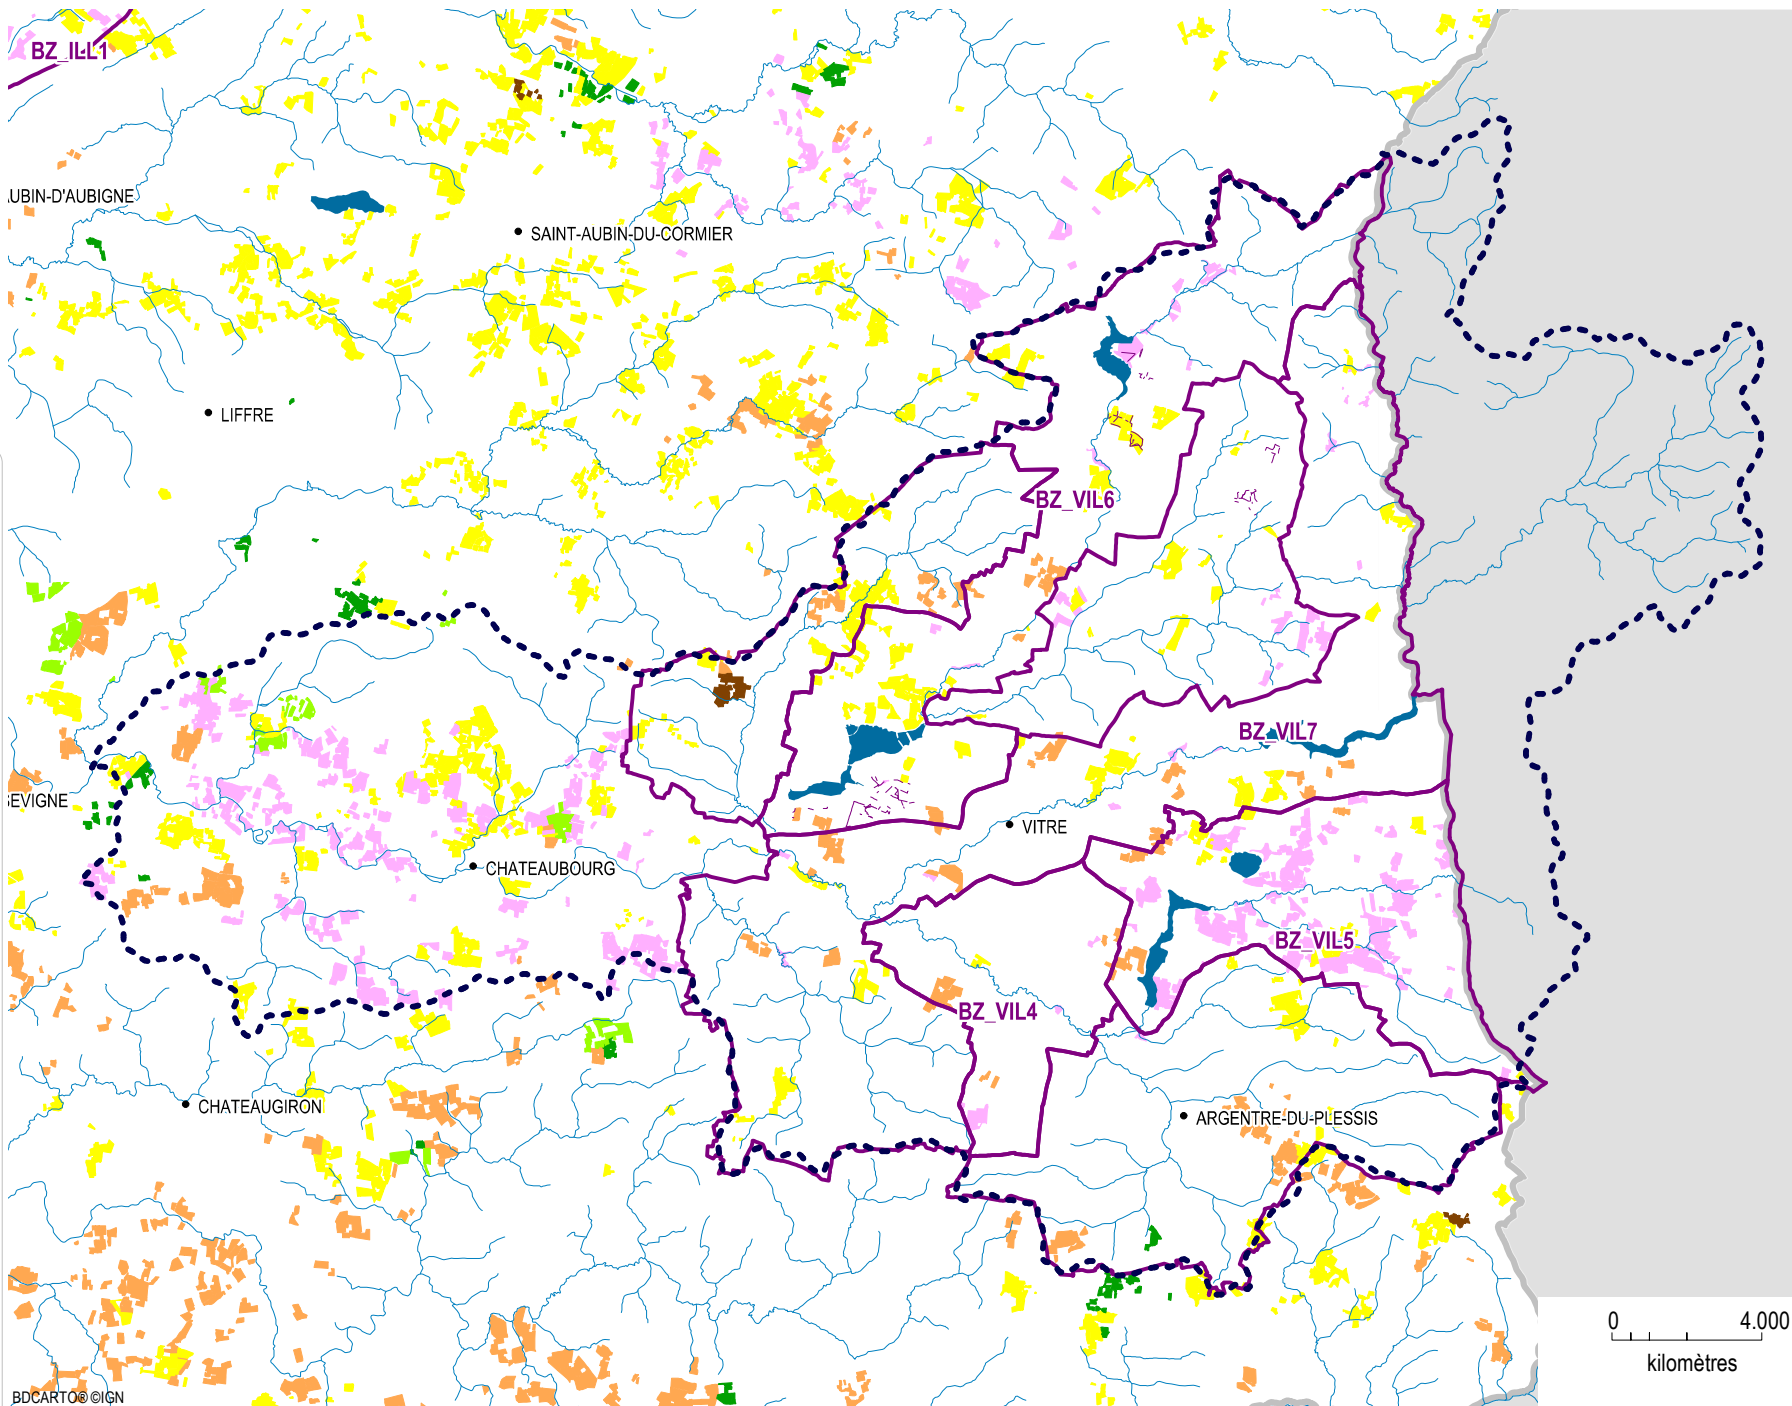 BZ_ILL1
.UBIN-D'AUBIGNE
SAINT-AUBIN-DU-CORMIER
LIFFRE
BZ_VIL6
BZ_VIL7
SEVIGNE
VITRE
CHATEAUBOURG
BZ_VIL5
BZ_VIL4
CHATEAUGIRON
ARGENTRE-DU-PLESSIS
0 4.000
kilomètres
BDCARTO® ©IGN